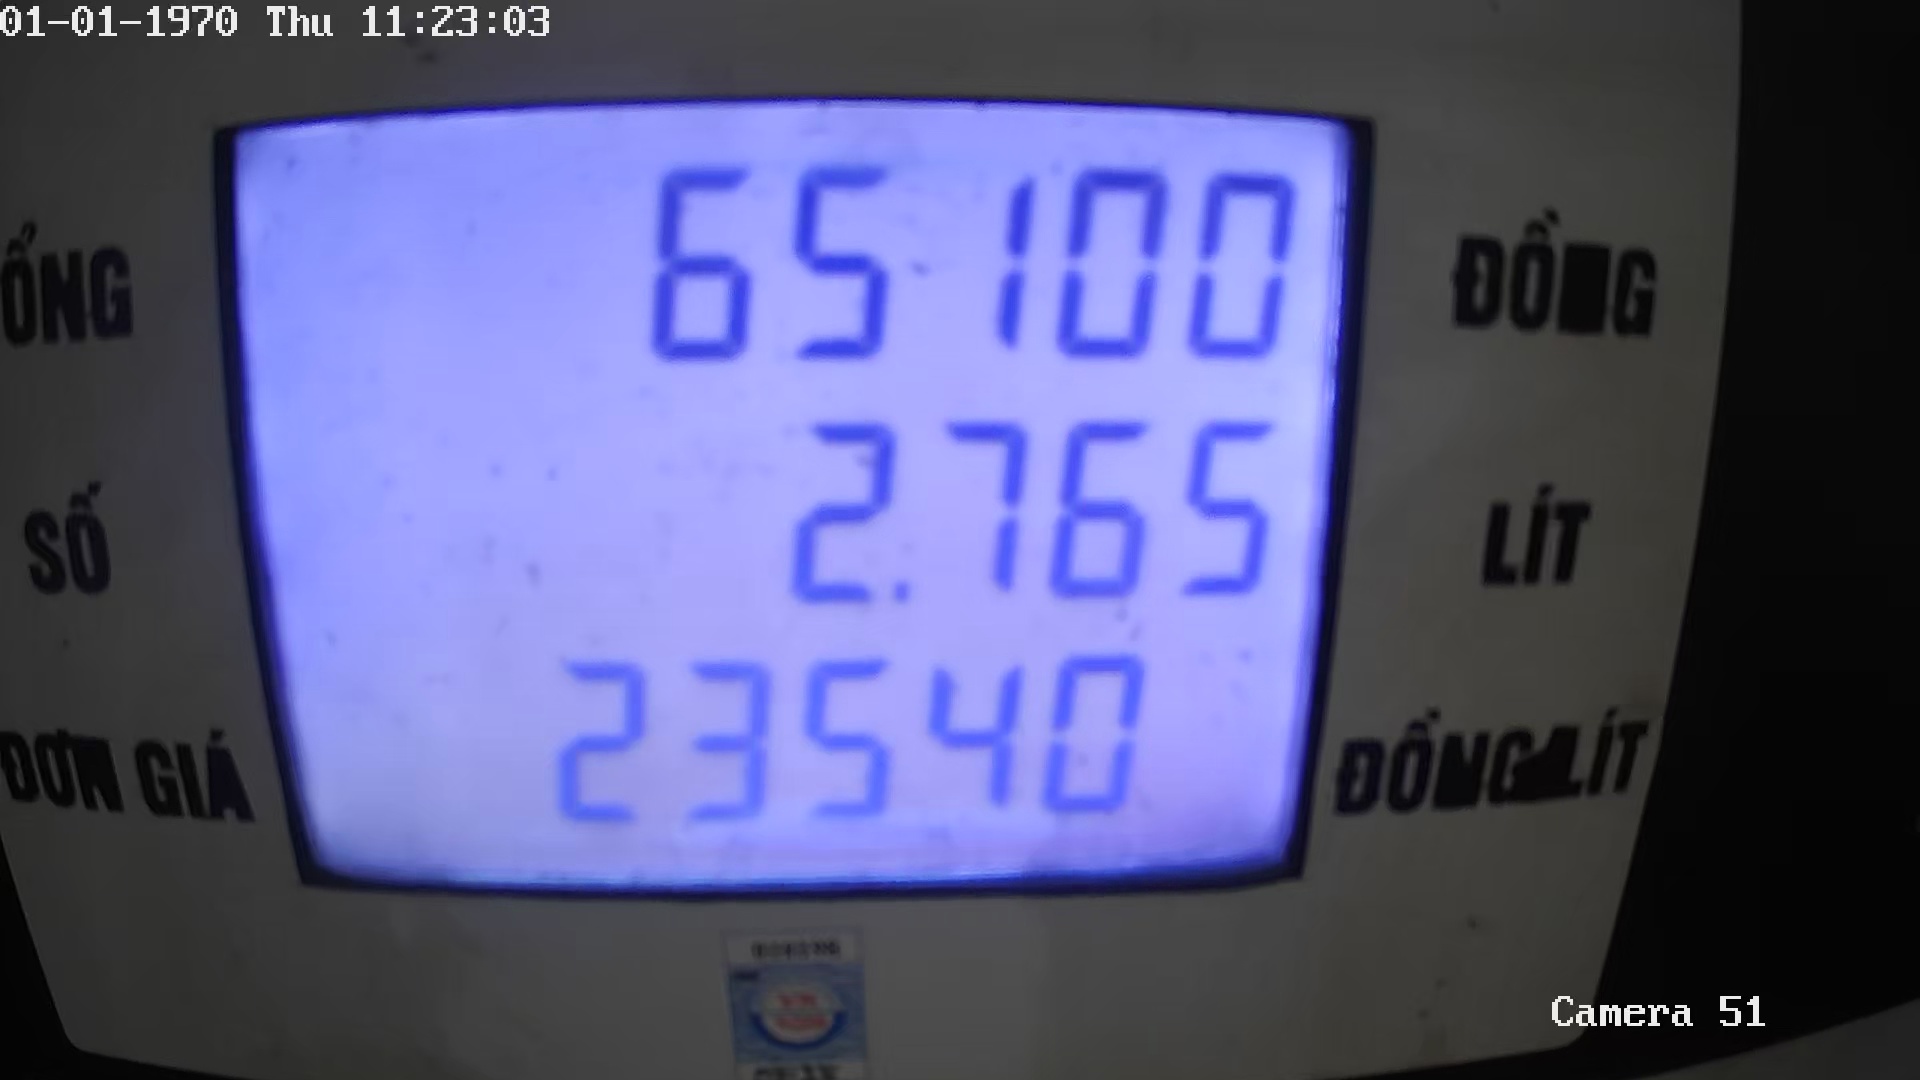 01-01-1970 Thu 11:23:03
ỔNG 65100 ĐỒNG
SỐ 2.765 LÍT
ĐƠN GIÁ 23540 ĐỒNG/LÍT
Camera 51